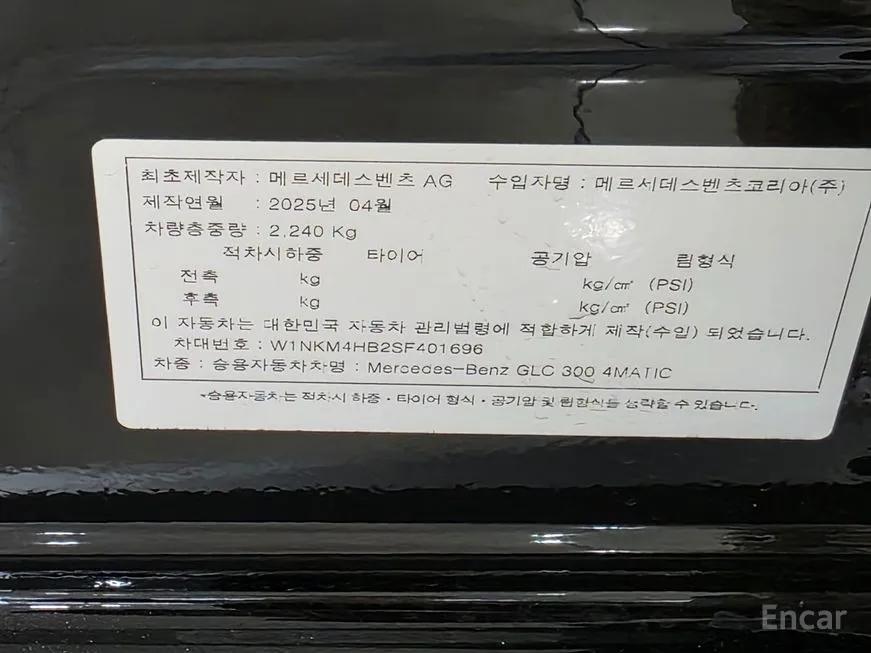 최초제작자 : 메르세데스벤츠 AG 수입자명 : 메르세데스벤츠코리아(주)
제작연월 : 2025년 04월
차량총중량 : 2,240 Kg
적차시하중 타이어 공기압 림형식
전축 kg kg/㎠ (PSI)
후축 kg kg/㎠ (PSI)
이 자동차는 대한민국 자동차 관리법령에 적합하게 제작(수입) 되었습니다.
차대번호 : W1NKM4HB2SF401696
차종 : 승용자동차차명 : Mercedes-Benz GLC 300 4MATIC
*승용자동차는 적차시 하중·타이어 형식·공기압 및 림형식을 생략할 수 있습니다.
Encar